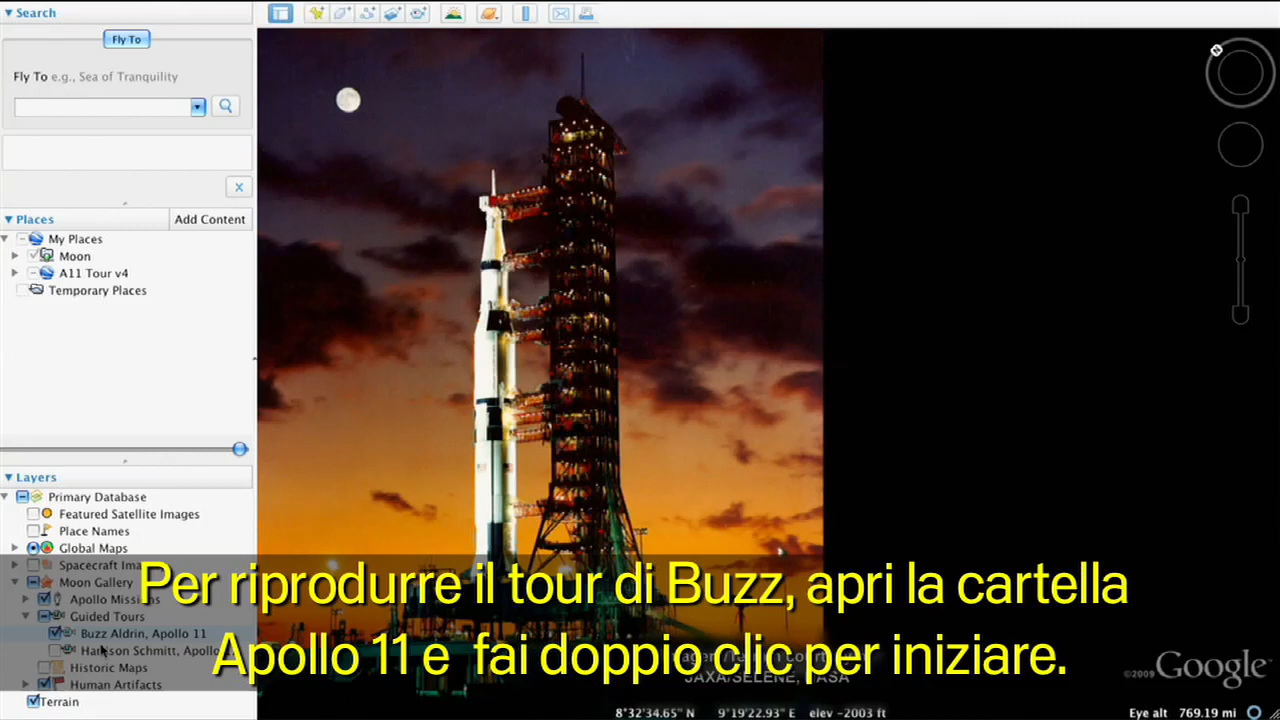 Search
Fly To
Fly To e.g., Sea of Tranquility
Places
Add Content
My Places
Moon
A11 Tour v4
Temporary Places
Layers
Primary Database
Featured Satellite Images
Place Names
Global Maps
Spacecraft
Moon Gallery
Apollo
Guided Tours
Buzz Aldrin, Apollo 11
Schmitt, Apollo
Historic Maps
Human Artifacts
Terrain
Per riprodurre il tour di Buzz, apri la cartella
Apollo 11 e fai doppio clic per iniziare.
JAXA/SELENE,
©2009 Google
8°32'34.65" N 9°19'22.93" E elev -2003 ft
Eye alt 769.19 mi